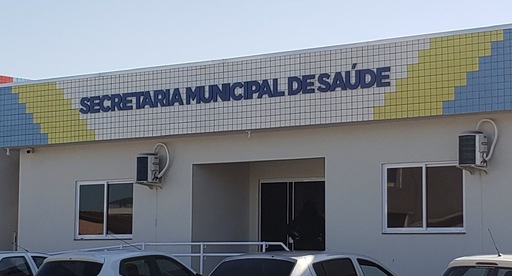 SECRETARIA MUNICIPAL DE SAÚDE